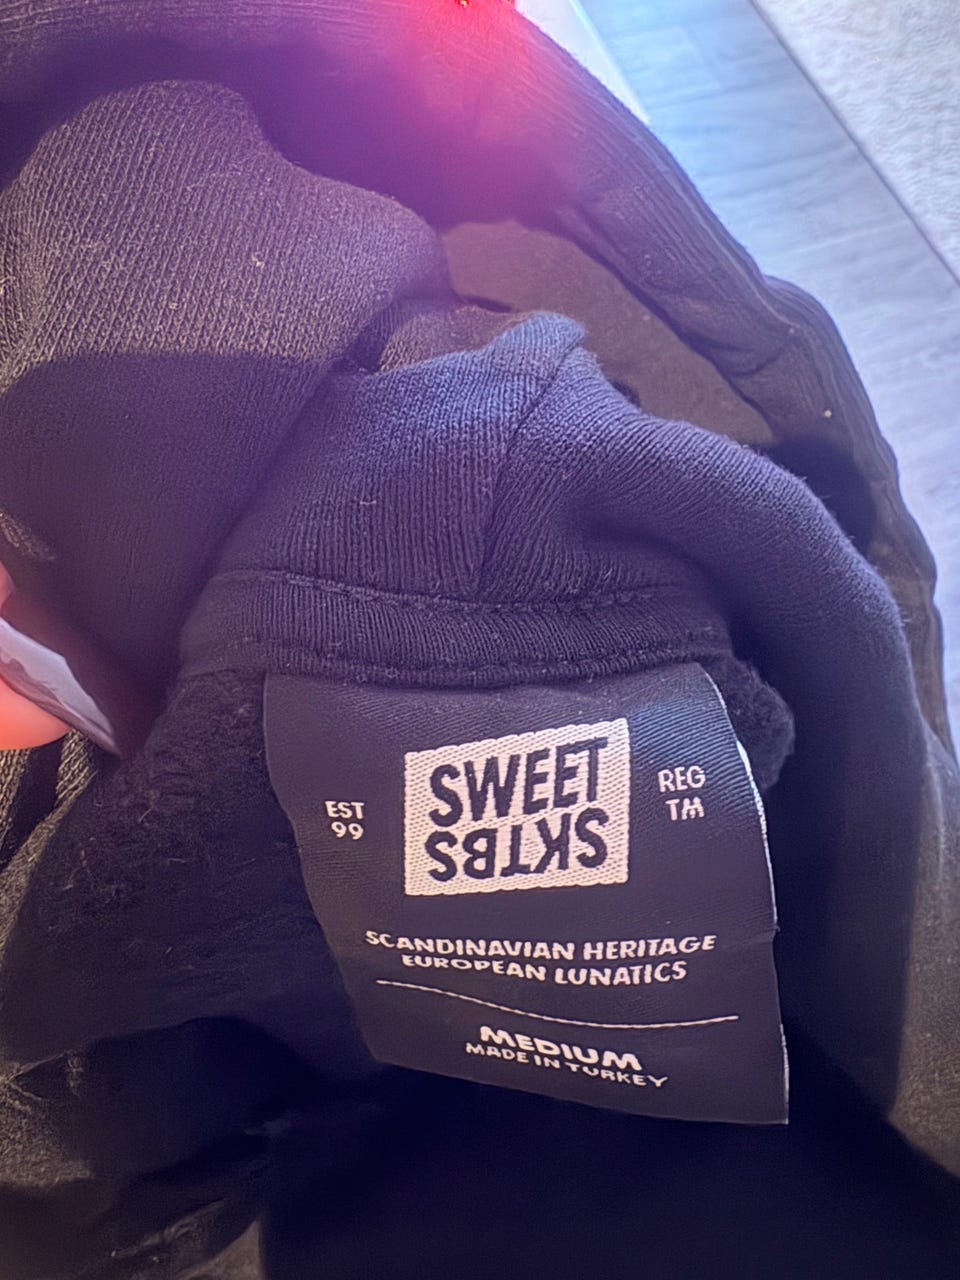 EST
99
SWEET
SKTBS
REG
TM
SCANDINAVIAN HERITAGE
EUROPEAN LUNATICS
MEDIUM
MADE IN TURKEY